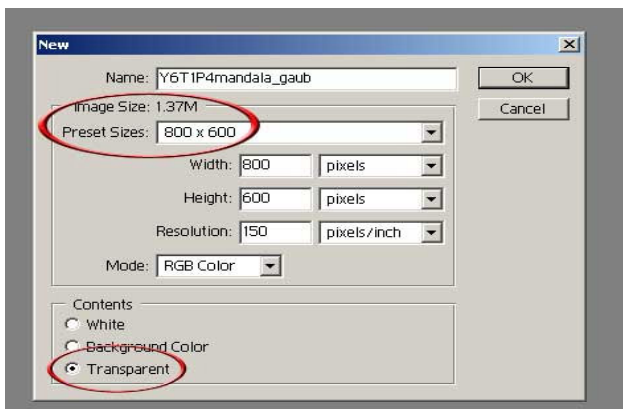 New
Name: Y6T1P4mandala_gaub
OK
Image Size: 1.37M
Cancel
Preset Sizes: 800 x 600
Width: 800 pixels
Height: 600 pixels
Resolution: 150 pixels/inch
Mode: RGB Color
Contents
White
Background Color
Transparent